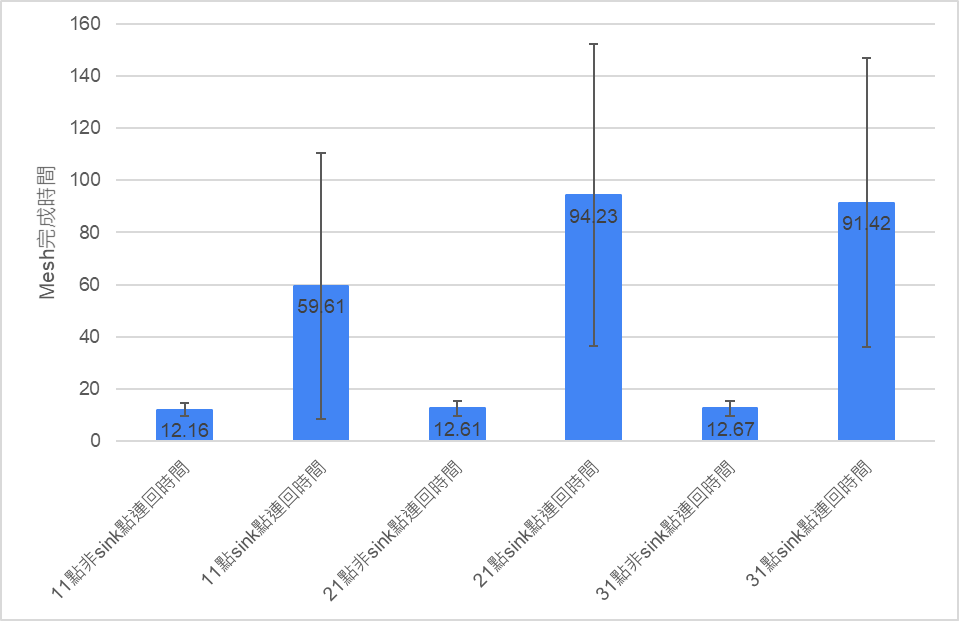 160
140
120
100
80
60
40
20
0
Mesh完成時間
12.16
59.61
12.61
94.23
12.67
91.42
11點非sink點連回時間
11點sink點連回時間
21點非sink點連回時間
21點sink點連回時間
31點非sink點連回時間
31點sink點連回時間